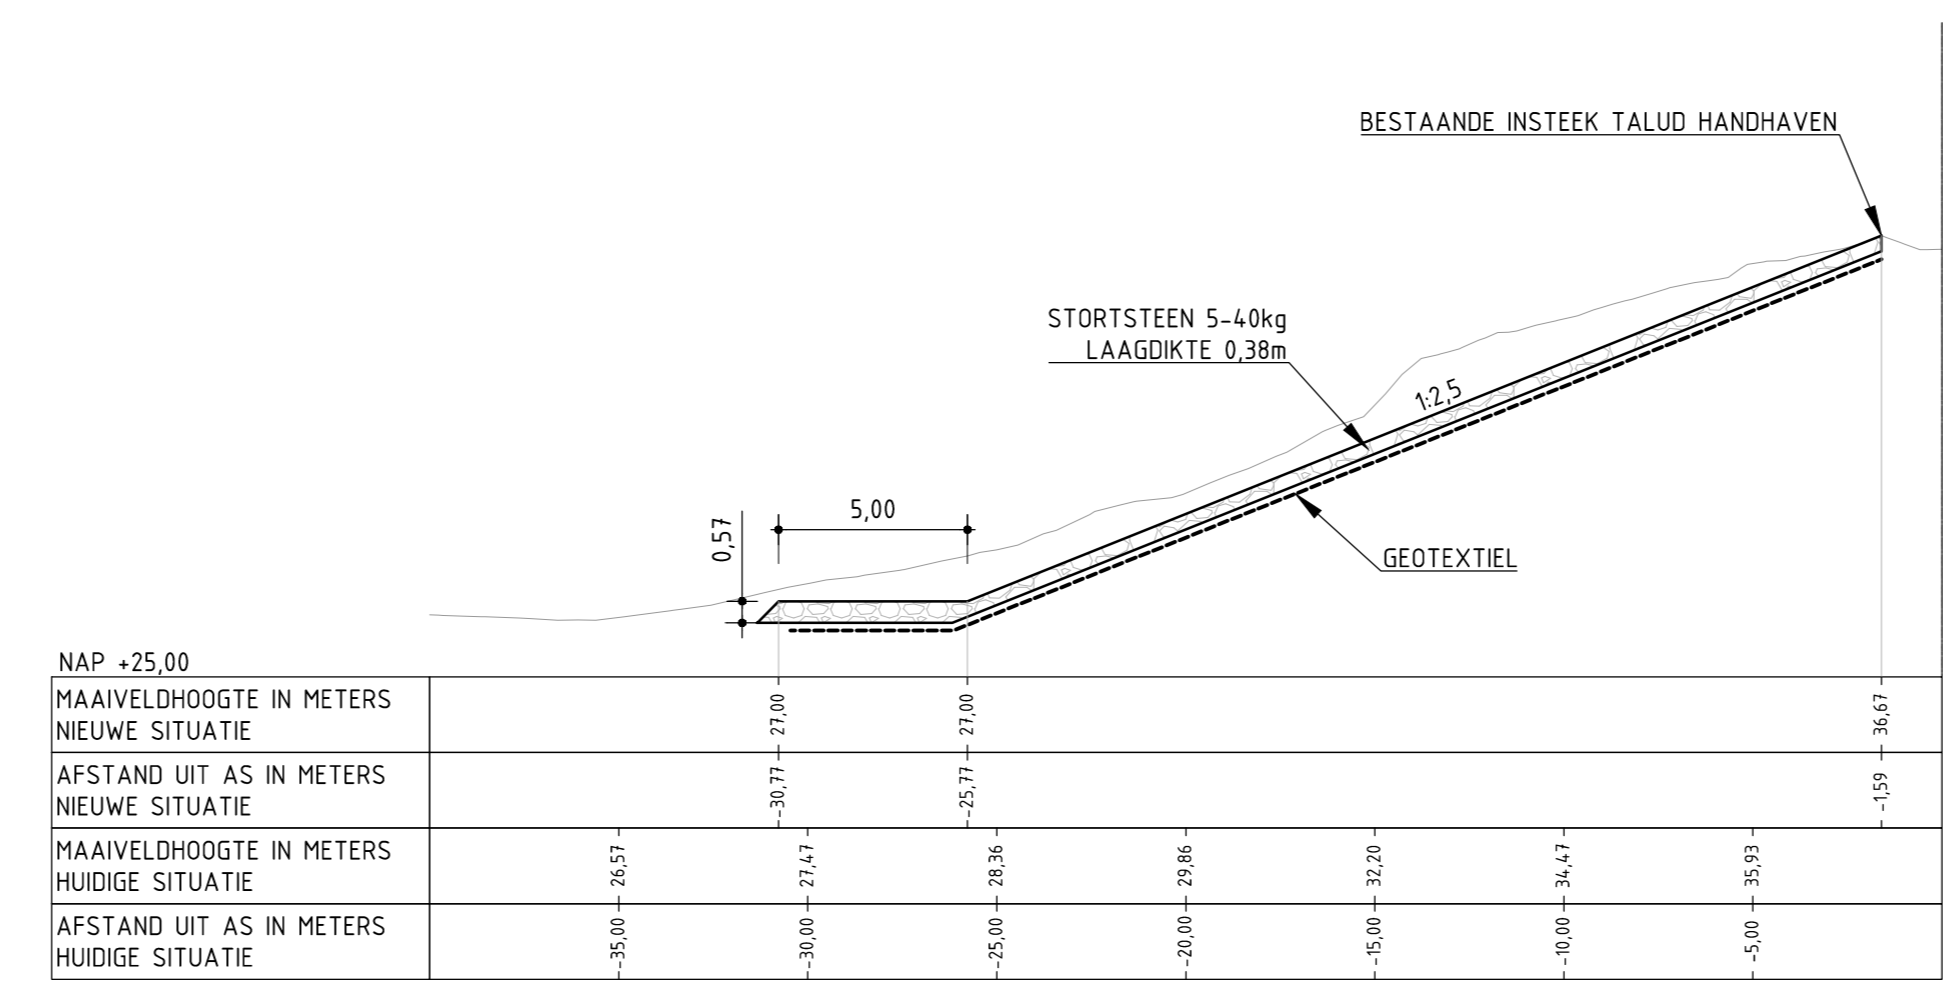 BESTAANDE INSTEEK TALUD HANDHAVEN
STORTSTEEN 5-40kg
LAAGDIKTE 0,38m
1:2,5
5,00
0,57
GEOTEXTIEL
NAP +25,00
MAAIVELDHOOGTE IN METERS
NIEUWE SITUATIE
27,00
27,00
36,67
AFSTAND UIT AS IN METERS
NIEUWE SITUATIE
-30,77
-25,77
-1,59
MAAIVELDHOOGTE IN METERS
HUIDIGE SITUATIE
26,57
27,47
28,36
29,86
32,20
34,47
35,93
AFSTAND UIT AS IN METERS
HUIDIGE SITUATIE
-35,00
-30,00
-25,00
-20,00
-15,00
-10,00
-5,00